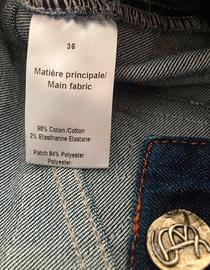 36
Matière principale/
Main fabric
98% Coton /Cotton
2% Elasthanne Elastane-
Patch 84% Polyester
Polyester-